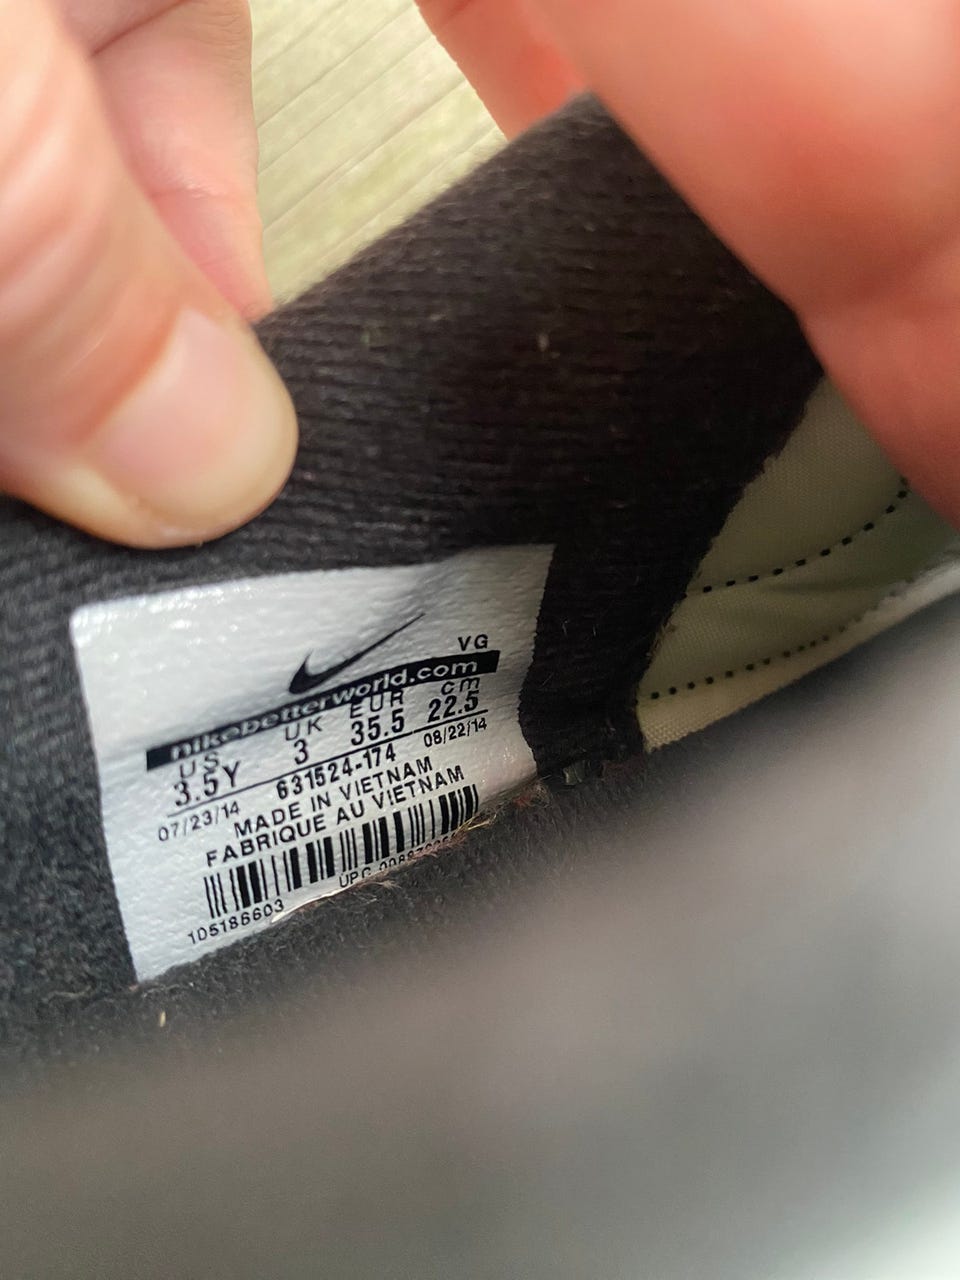 VG
nikebetterworld.com
US UK EUR cm
3.5Y 3 35.5 22.5
631524-174
07/23/14 08/22/14
MADE IN VIETNAM
FABRIQUE AU VIETNAM
UPC
105186603